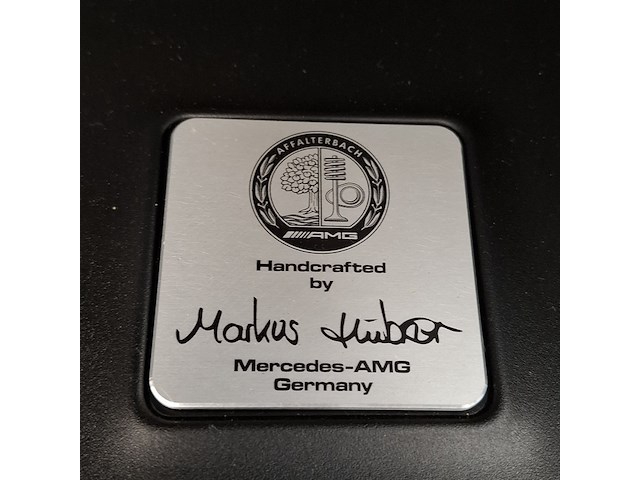 AFFALTERBACH
AMG
Handcrafted
by
Markus
Mercedes-AMG
Germany